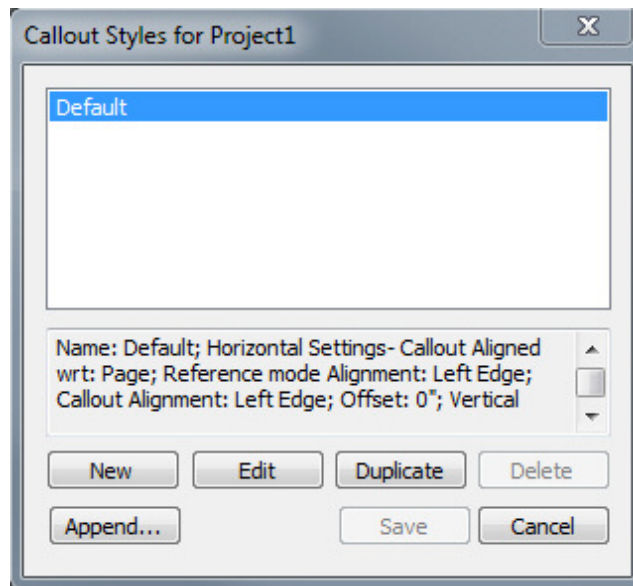 Callout Styles for Project1
Default
Name: Default; Horizontal Settings- Callout Aligned
wrt: Page; Reference mode Alignment: Left Edge;
Callout Alignment: Left Edge; Offset: 0"; Vertical
New Edit Duplicate Delete
Append... Save Cancel